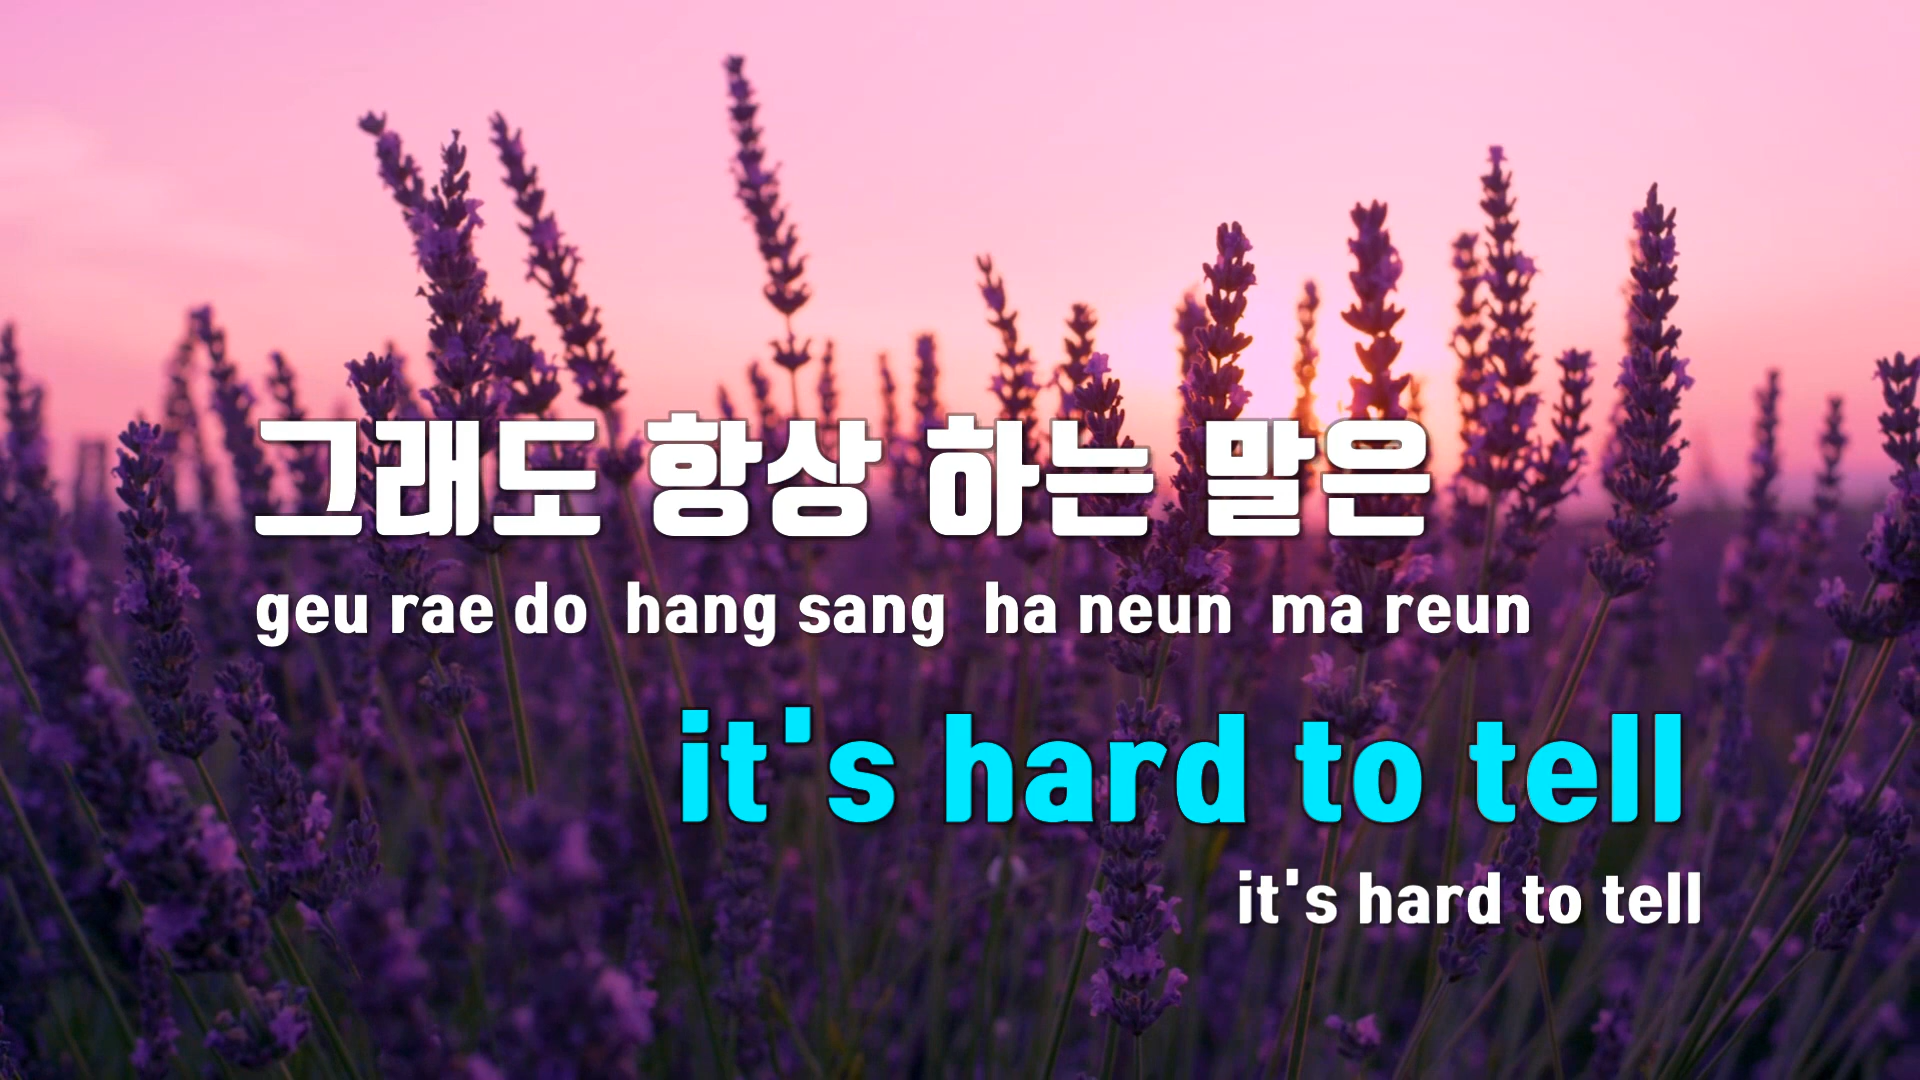 그래도 항상 하는 말은
geu rae do hang sang ha neun ma reun
it's hard to tell
it's hard to tell